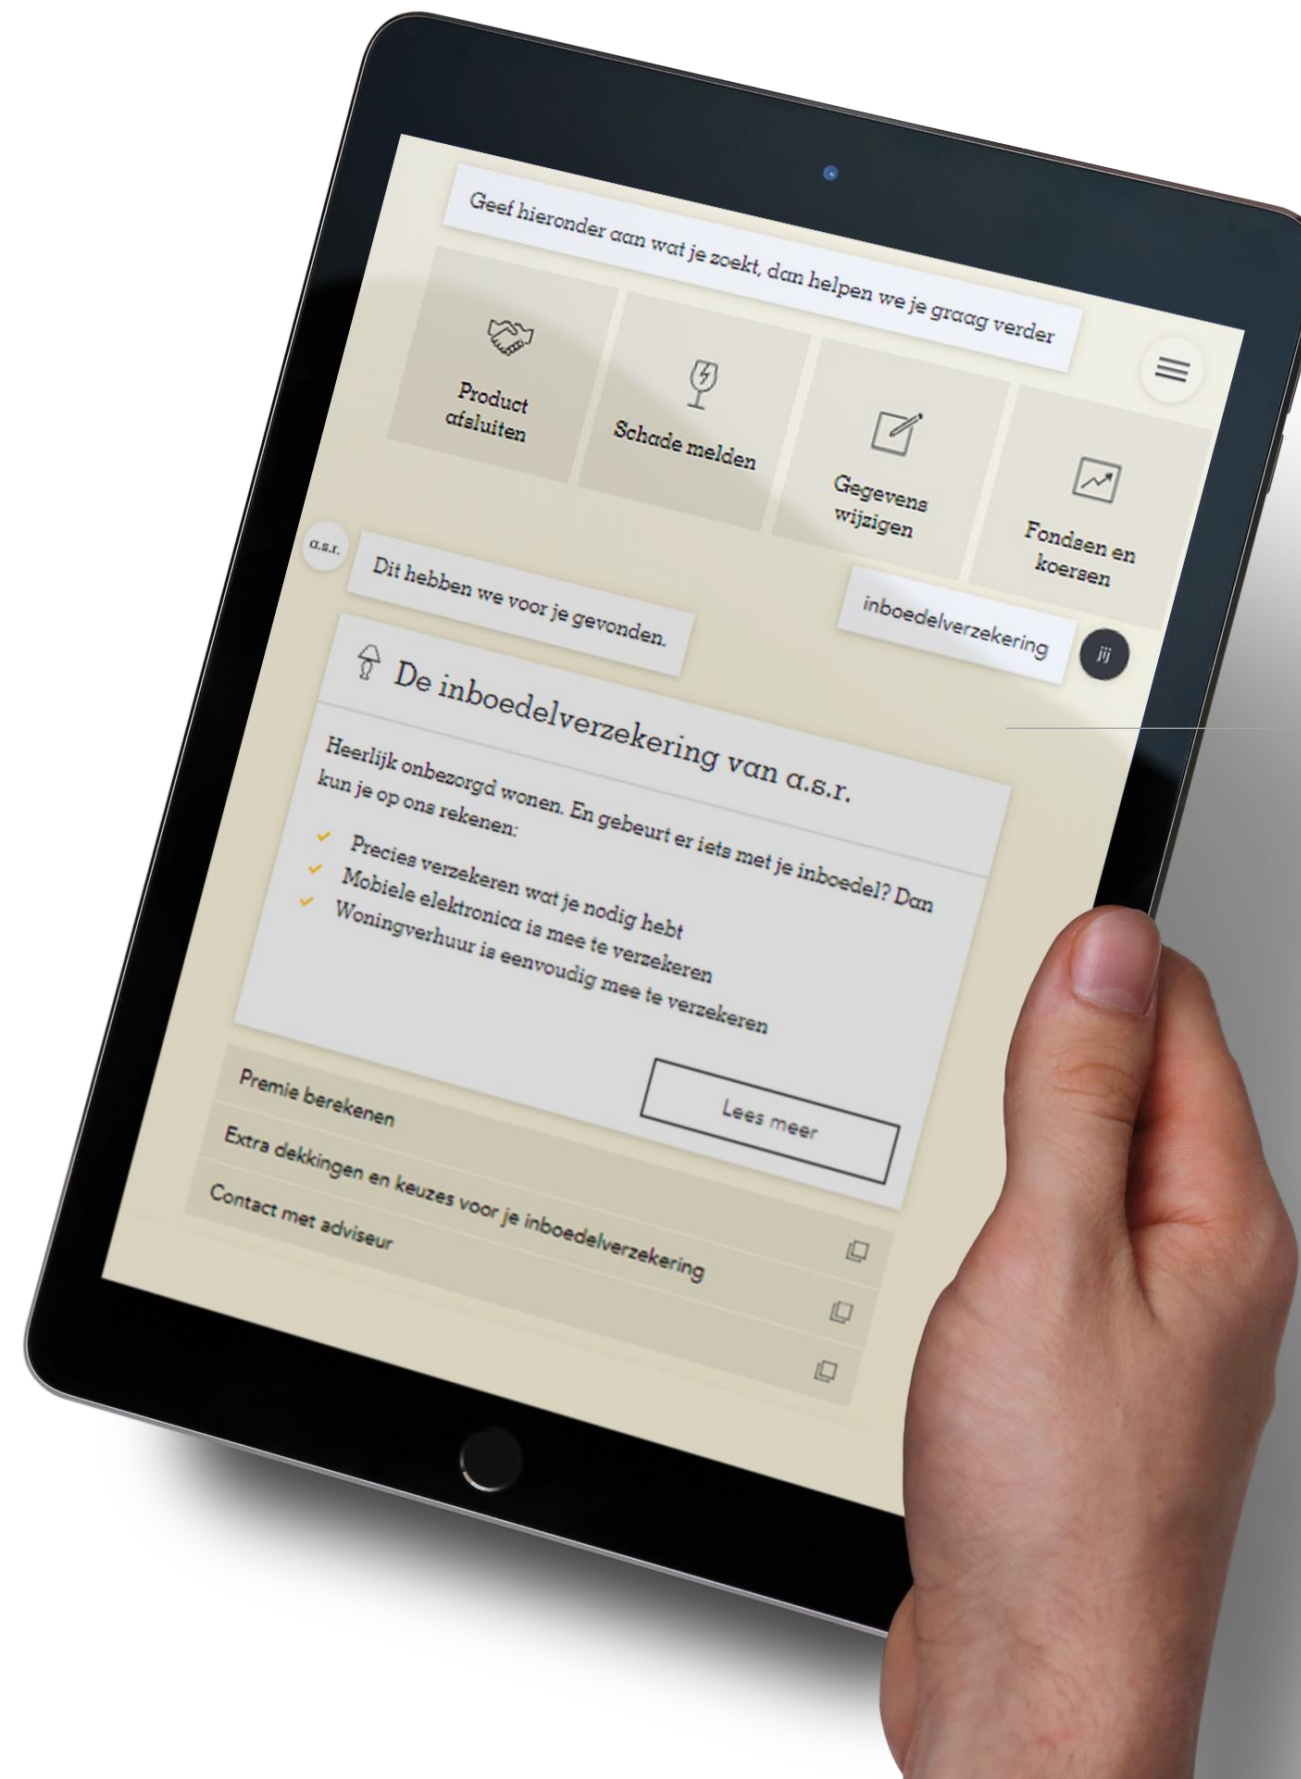 Geef hieronder aan wat je zoekt, dan helpen we je graag verder
Product
afsluiten
Schade melden
Gegevens
wijzigen
Fondsen en
koersen
inboedelverzekering
jij
a.s.r.
Dit hebben we voor je gevonden.
De inboedelverzekering van a.s.r.
Heerlijk onbezorgd wonen. En gebeurt er iets met je inboedel? Dan
kun je op ons rekenen:
Precies verzekeren wat je nodig hebt
Mobiele elektronica is mee te verzekeren
Woningverhuur is eenvoudig mee te verzekeren
Lees meer
Premie berekenen
Extra dekkingen en keuzes voor je inboedelverzekering
Contact met adviseur